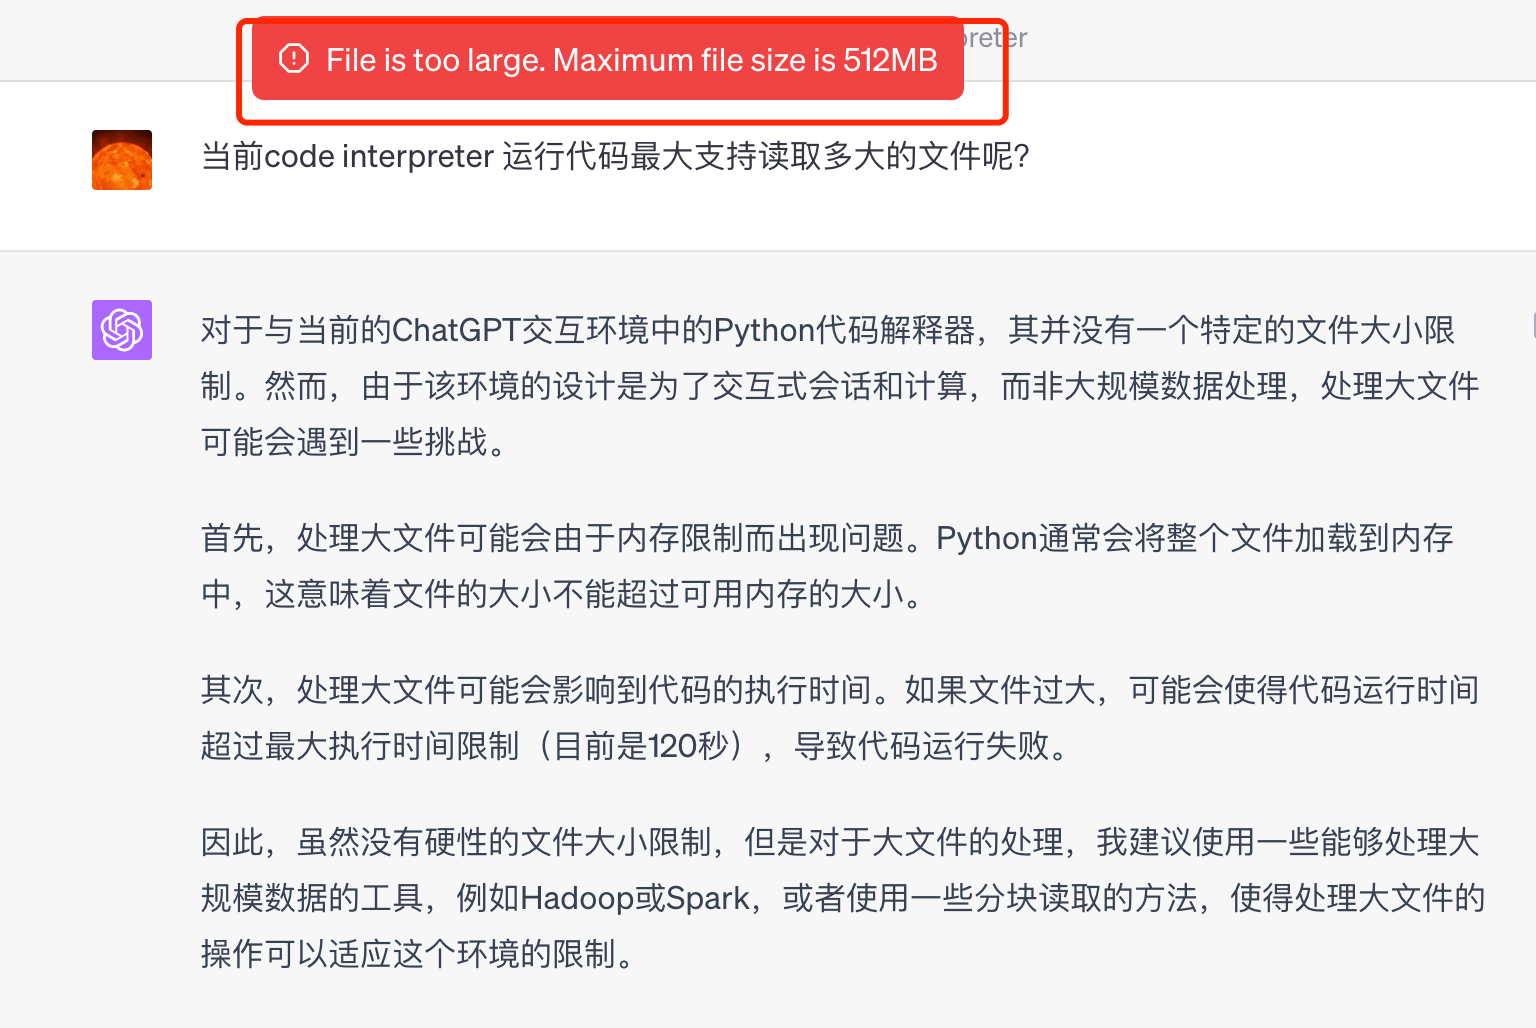 File is too large. Maximum file size is 512MB
preter
当前code interpreter 运行代码最大支持读取多大的文件呢?
对于与当前的ChatGPT交互环境中的Python代码解释器，其并没有一个特定的文件大小限
制。然而，由于该环境的设计是为了交互式会话和计算，而非大规模数据处理，处理大文件
可能会遇到一些挑战。
首先，处理大文件可能会由于内存限制而出现问题。Python通常会将整个文件加载到内存
中，这意味着文件的大小不能超过可用内存的大小。
其次，处理大文件可能会影响到代码的执行时间。如果文件过大，可能会使得代码运行时间
超过最大执行时间限制（目前是120秒），导致代码运行失败。
因此，虽然没有硬性的文件大小限制，但是对于大文件的处理，我建议使用一些能够处理大
规模数据的工具，例如Hadoop或Spark，或者使用一些分块读取的方法，使得处理大文件的
操作可以适应这个环境的限制。